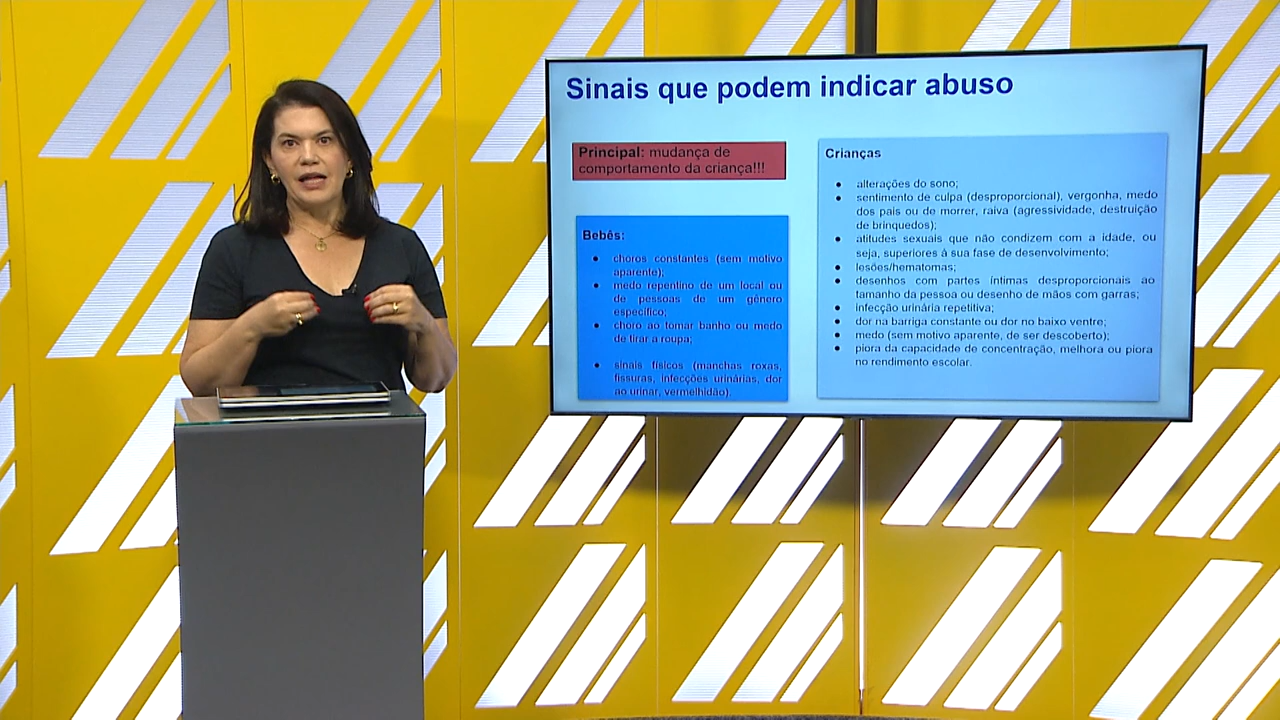 Sinais que podem indicar abuso
Principal: mudança de
comportamento da criança!!!
Bebês:
● choros constantes (sem motivo
aparente);
● medo repentino de um local ou
de pessoas de um gênero
específico;
● choro ao tomar banho ou medo
de tirar a roupa;
● sinais físicos (manchas roxas,
fissuras, infecções urinárias, dor
ao urinar, vermelhidão).
Crianças
● alterações do sono;
● sentimento de culpa (desproporcional), vergonha, medo
dos pais ou de morrer, raiva (agressividade, destruição
de brinquedos);
● atitudes sexuais que não condizem com a idade, ou
seja, superiores à sua fase de desenvolvimento;
● lesões/hematomas;
● desenhos com partes íntimas desproporcionais ao
tamanho da pessoa ou desenho de mãos com garras;
● infecção urinária repentina;
● dor na barriga constante ou dor no baixo ventre;
● medo (sem motivo aparente, de ser descoberto);
● piora da capacidade de concentração, melhora ou piora
no rendimento escolar.